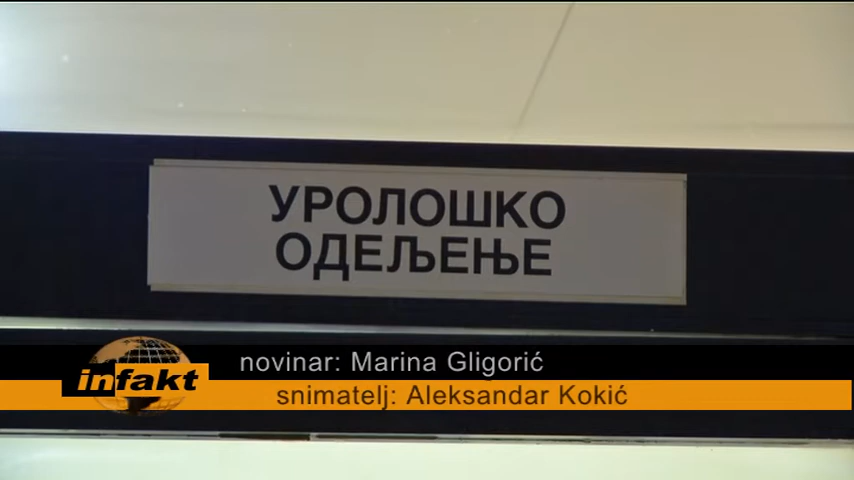 УРОЛОШКО
ОДЕЉЕЊЕ
novinar: Marina Gligorić
infakt
snimatelj: Aleksandar Kokić